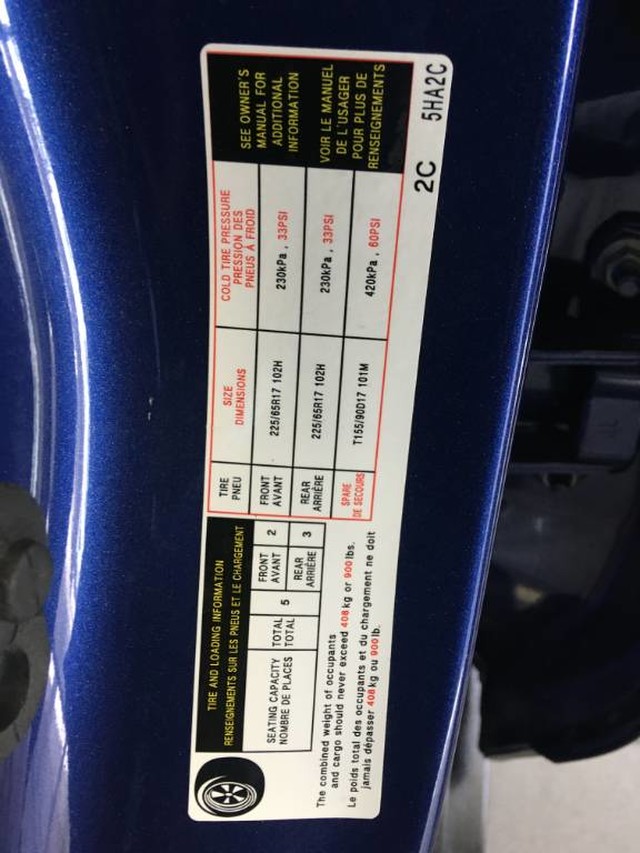 TIRE AND LOADING INFORMATION
RENSEIGNEMENTS SUR LES PNEUS ET LE CHARGEMENT
SEATING CAPACITY
NOMBRE DE PLACES
TOTAL
TOTAL
5
FRONT
AVANT
2
REAR
ARRIÈRE
3
The combined weight of occupants
and cargo should never exceed 408 kg or 900 lbs.
Le poids total des occupants et du chargement ne doit
jamais dépasser 408 kg ou 900 lb.
TIRE
PNEU
SIZE
DIMENSIONS
COLD TIRE PRESSURE
PRESSION DES
PNEUS À FROID
FRONT
AVANT
225/65R17 102H
230kPa , 33PSI
REAR
ARRIÈRE
225/65R17 102H
230kPa , 33PSI
SPARE
DE SECOURS
T155/90D17 101M
420kPa , 60PSI
SEE OWNER'S
MANUAL FOR
ADDITIONAL
INFORMATION
VOIR LE MANUEL
DE L'USAGER
POUR PLUS DE
RENSEIGNEMENTS
2C 5HA2C